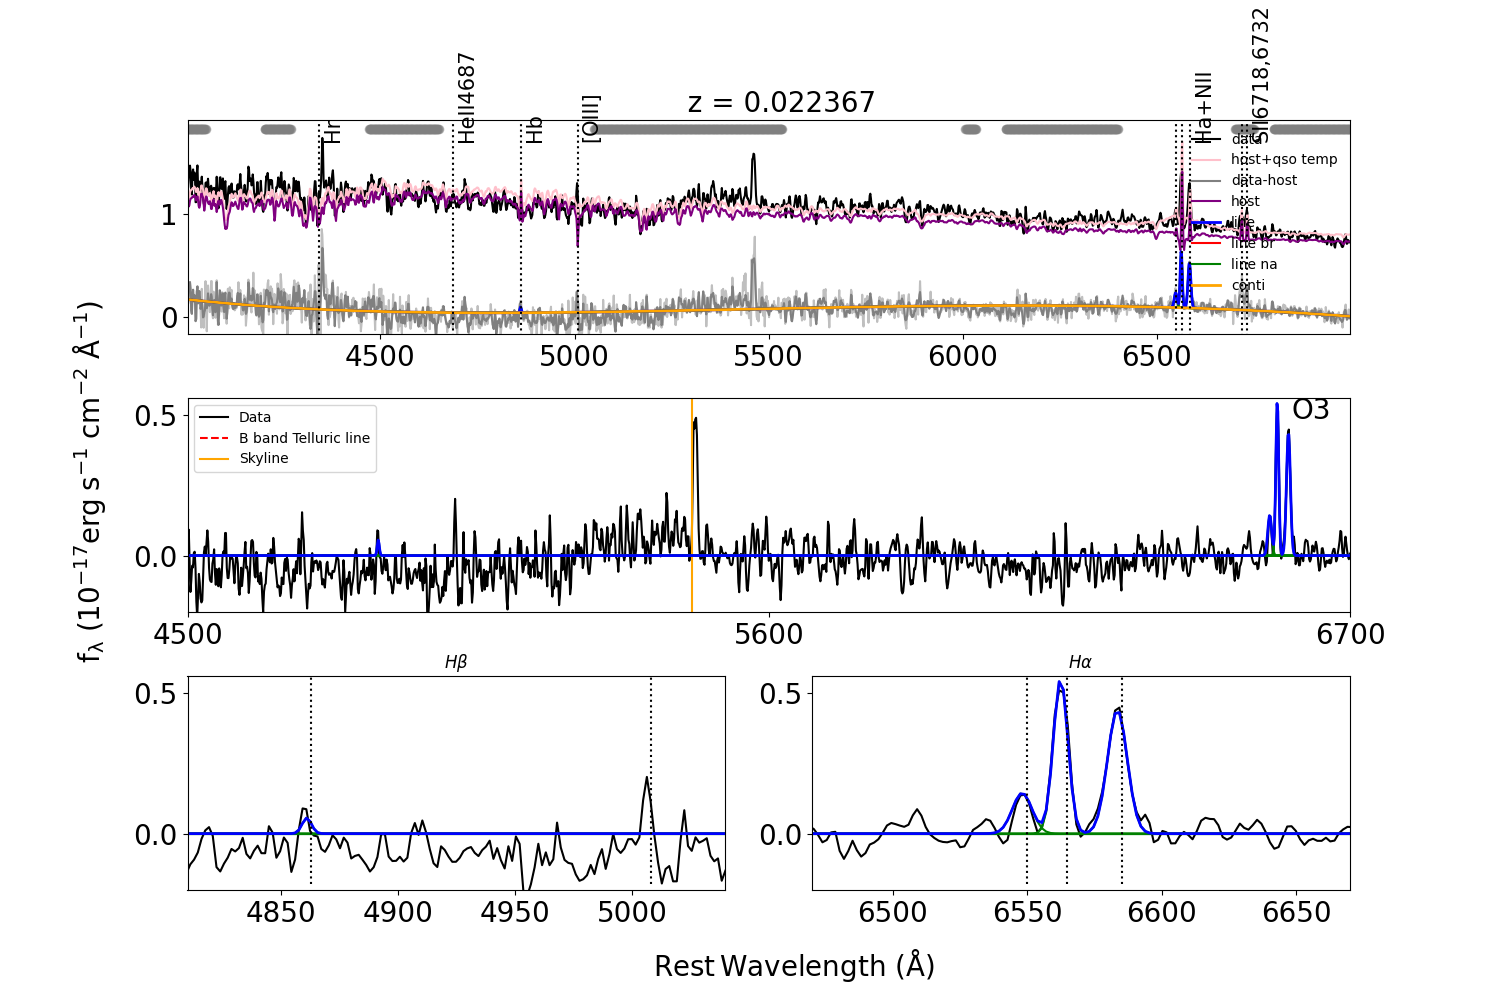 z = 0.022367
Hr
HeII4687
Hb
[OIII]
Ha+NII
SII6718,6732
data
host+qso temp
data-host
host
line
line br
line na
conti
1
0
4500
5000
5500
6000
6500
fλ (10⁻¹⁷erg s⁻¹ cm⁻² Å⁻¹)
Data
B band Telluric line
Skyline
O3
0.5
0.0
4500
5600
6700
Hβ
0.5
0.0
4850
4900
4950
5000
Hα
0.5
0.0
6500
6550
6600
6650
Rest Wavelength (Å)